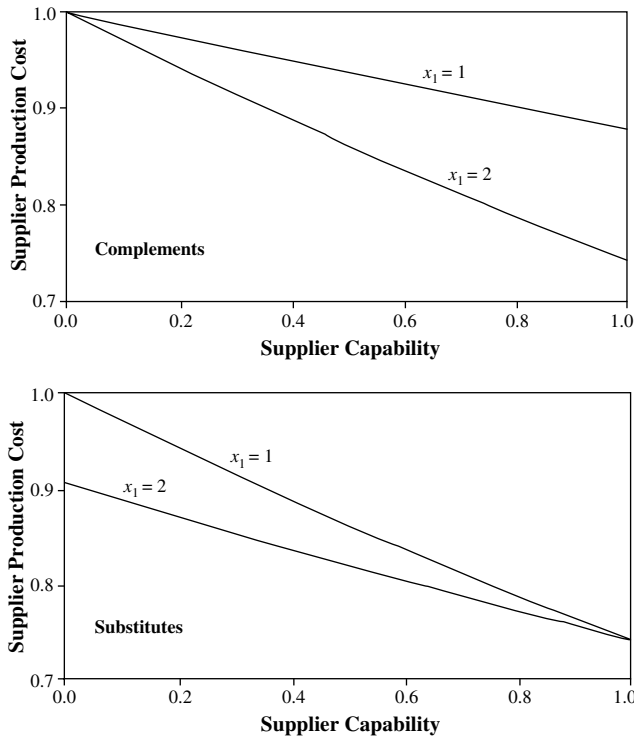 1.0
0.9
0.8
0.7
Supplier Production Cost
x₁ = 1
x₁ = 2
Complements
0.0 0.2 0.4 0.6 0.8 1.0
Supplier Capability
1.0
0.9
0.8
0.7
Supplier Production Cost
x₁ = 1
x₁ = 2
Substitutes
0.0 0.2 0.4 0.6 0.8 1.0
Supplier Capability